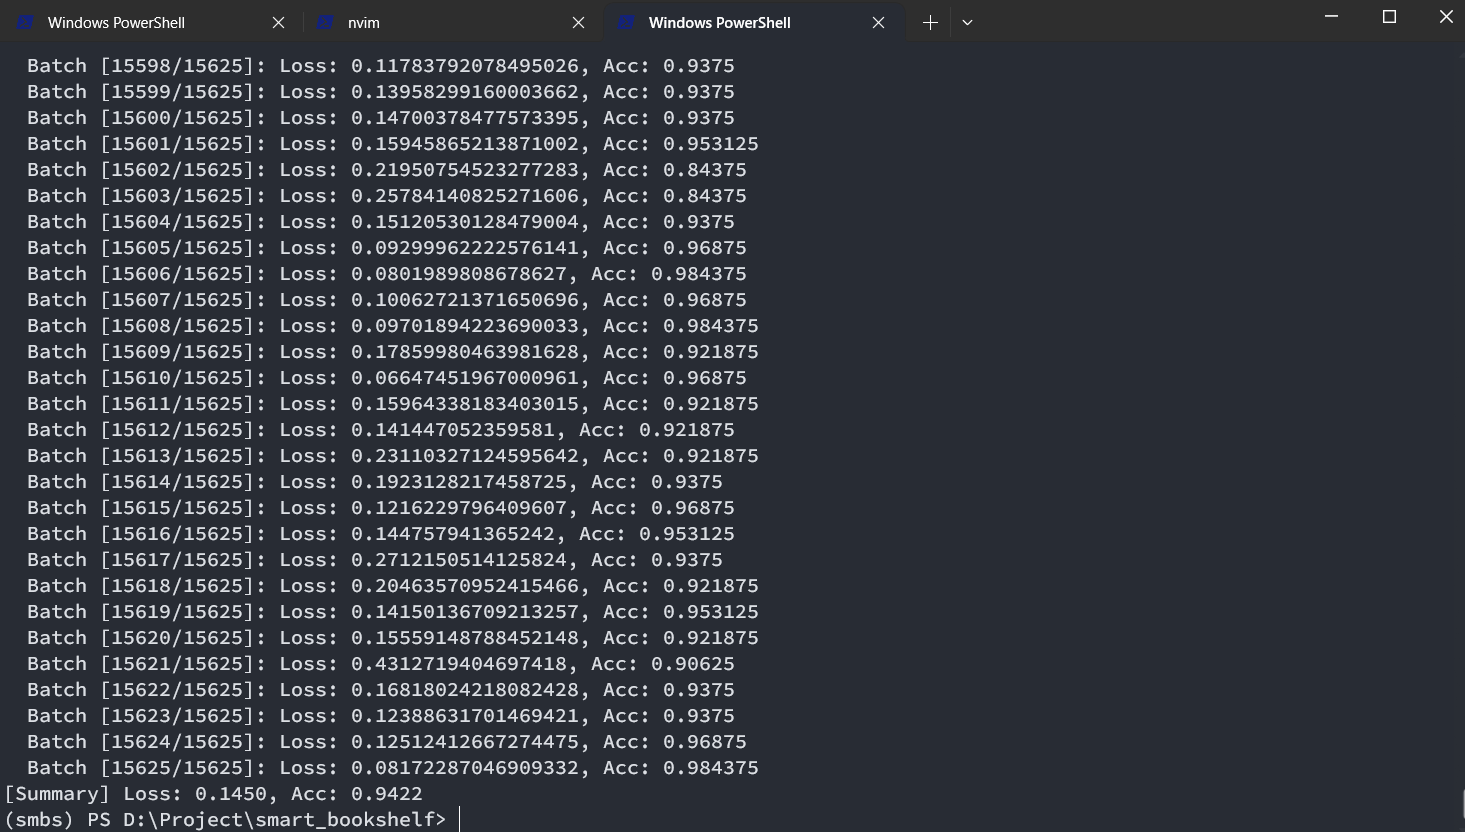 Windows PowerShell nvim Windows PowerShell
Batch [15598/15625]: Loss: 0.11783792078495026, Acc: 0.9375
Batch [15599/15625]: Loss: 0.13958299160003662, Acc: 0.9375
Batch [15600/15625]: Loss: 0.14700378477573395, Acc: 0.9375
Batch [15601/15625]: Loss: 0.15945865213871002, Acc: 0.953125
Batch [15602/15625]: Loss: 0.21950754523277283, Acc: 0.84375
Batch [15603/15625]: Loss: 0.25784140825271606, Acc: 0.84375
Batch [15604/15625]: Loss: 0.15120530128479004, Acc: 0.9375
Batch [15605/15625]: Loss: 0.09299962222576141, Acc: 0.96875
Batch [15606/15625]: Loss: 0.0801989808678627, Acc: 0.984375
Batch [15607/15625]: Loss: 0.10062721371650696, Acc: 0.96875
Batch [15608/15625]: Loss: 0.09701894223690033, Acc: 0.984375
Batch [15609/15625]: Loss: 0.17859980463981628, Acc: 0.921875
Batch [15610/15625]: Loss: 0.06647451967000961, Acc: 0.96875
Batch [15611/15625]: Loss: 0.15964338183403015, Acc: 0.921875
Batch [15612/15625]: Loss: 0.141447052359581, Acc: 0.921875
Batch [15613/15625]: Loss: 0.23110327124595642, Acc: 0.921875
Batch [15614/15625]: Loss: 0.1923128217458725, Acc: 0.9375
Batch [15615/15625]: Loss: 0.1216229796409607, Acc: 0.96875
Batch [15616/15625]: Loss: 0.144757941365242, Acc: 0.953125
Batch [15617/15625]: Loss: 0.2712150514125824, Acc: 0.9375
Batch [15618/15625]: Loss: 0.20463570952415466, Acc: 0.921875
Batch [15619/15625]: Loss: 0.14150136709213257, Acc: 0.953125
Batch [15620/15625]: Loss: 0.15559148788452148, Acc: 0.921875
Batch [15621/15625]: Loss: 0.4312719404697418, Acc: 0.90625
Batch [15622/15625]: Loss: 0.16818024218082428, Acc: 0.9375
Batch [15623/15625]: Loss: 0.12388631701469421, Acc: 0.9375
Batch [15624/15625]: Loss: 0.12512412667274475, Acc: 0.96875
Batch [15625/15625]: Loss: 0.08172287046909332, Acc: 0.984375
[Summary] Loss: 0.1450, Acc: 0.9422
(smbs) PS D:\Project\smart_bookshelf>